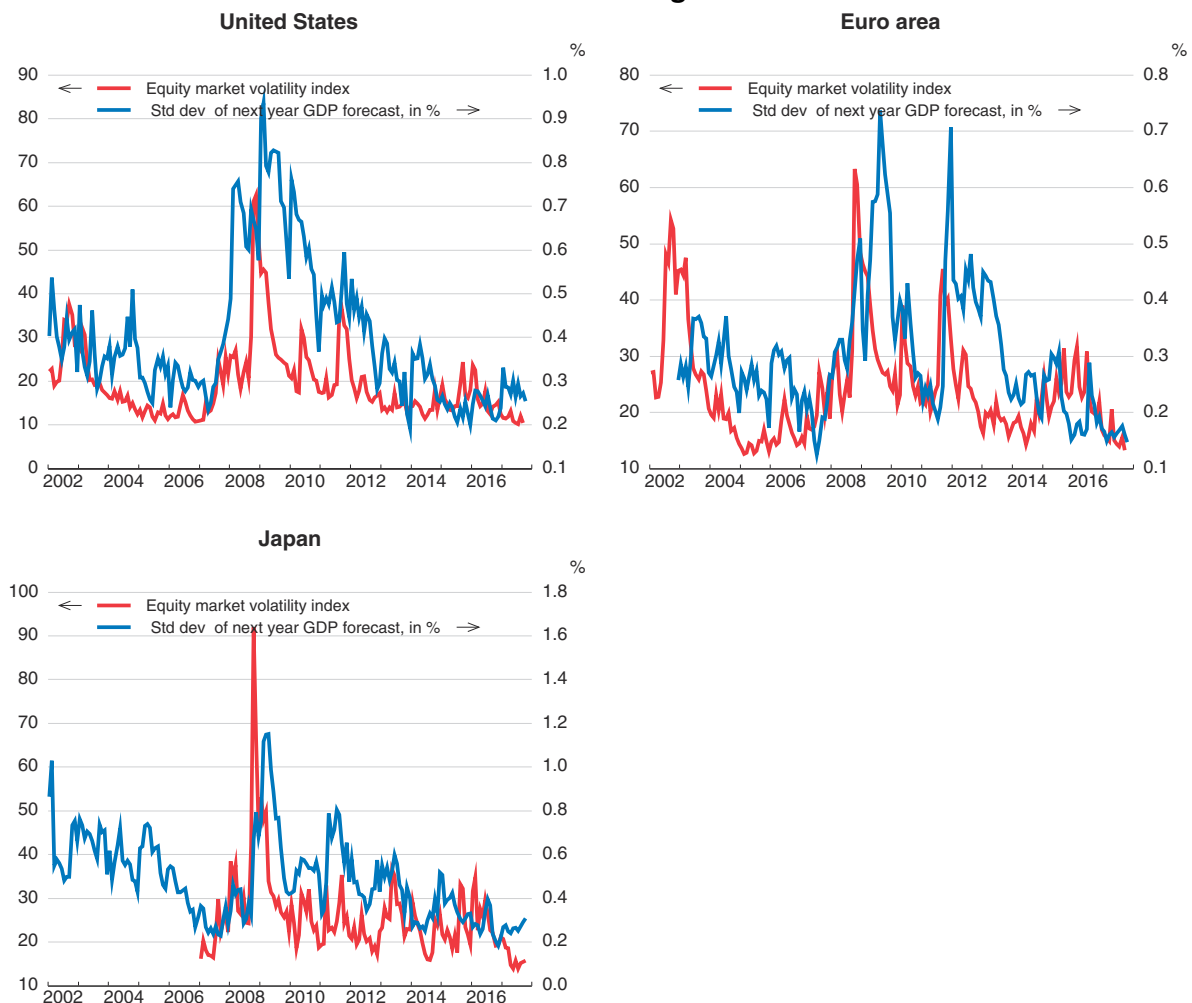 United States
%
90 1.0
← Equity market volatility index
Std dev of next year GDP forecast, in % →
80 0.9
70 0.8
60 0.7
50 0.6
40 0.5
30 0.4
20 0.3
10 0.2
0 0.1
2002 2004 2006 2008 2010 2012 2014 2016
Euro area
%
80 0.8
← Equity market volatility index
Std dev of next year GDP forecast, in % →
70 0.7
60 0.6
50 0.5
40 0.4
30 0.3
20 0.2
10 0.1
2002 2004 2006 2008 2010 2012 2014 2016
Japan
%
100 1.8
← Equity market volatility index
Std dev of next year GDP forecast, in % →
90 1.6
80 1.4
70 1.2
60 1.0
50 0.8
40 0.6
30 0.4
20 0.2
10 0.0
2002 2004 2006 2008 2010 2012 2014 2016